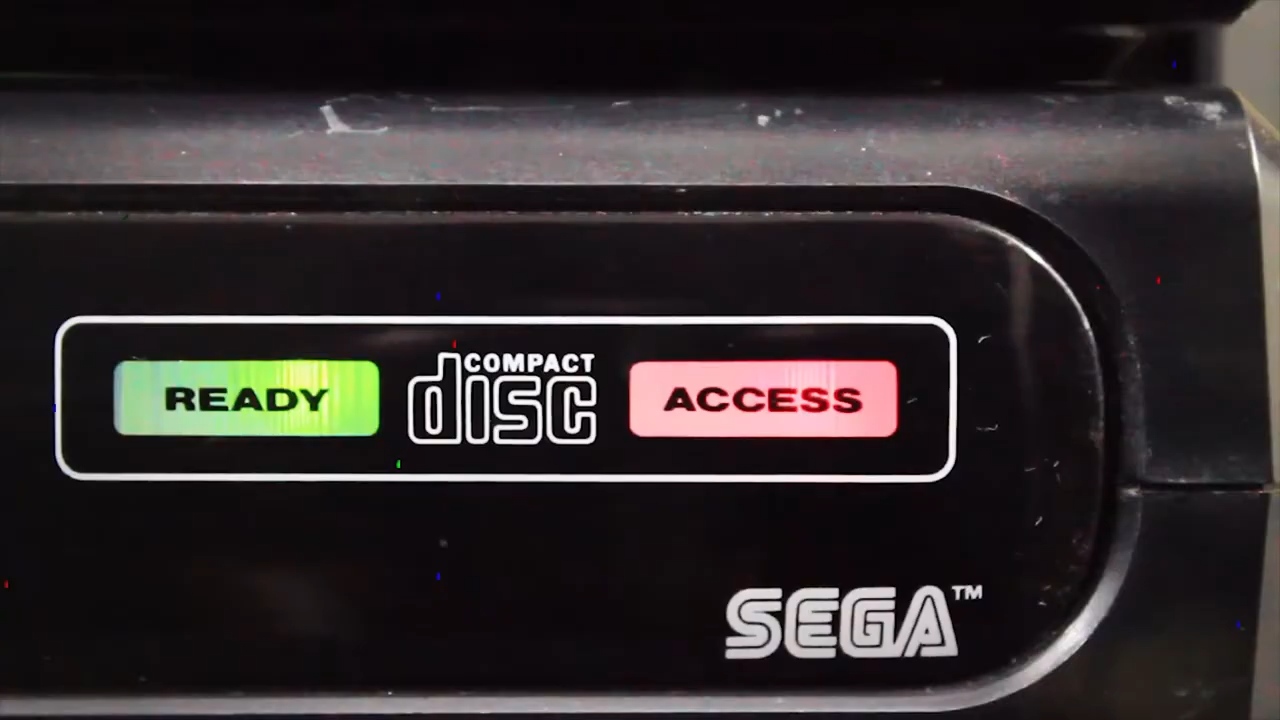 READY
COMPACT
disc
ACCESS
SEGA™